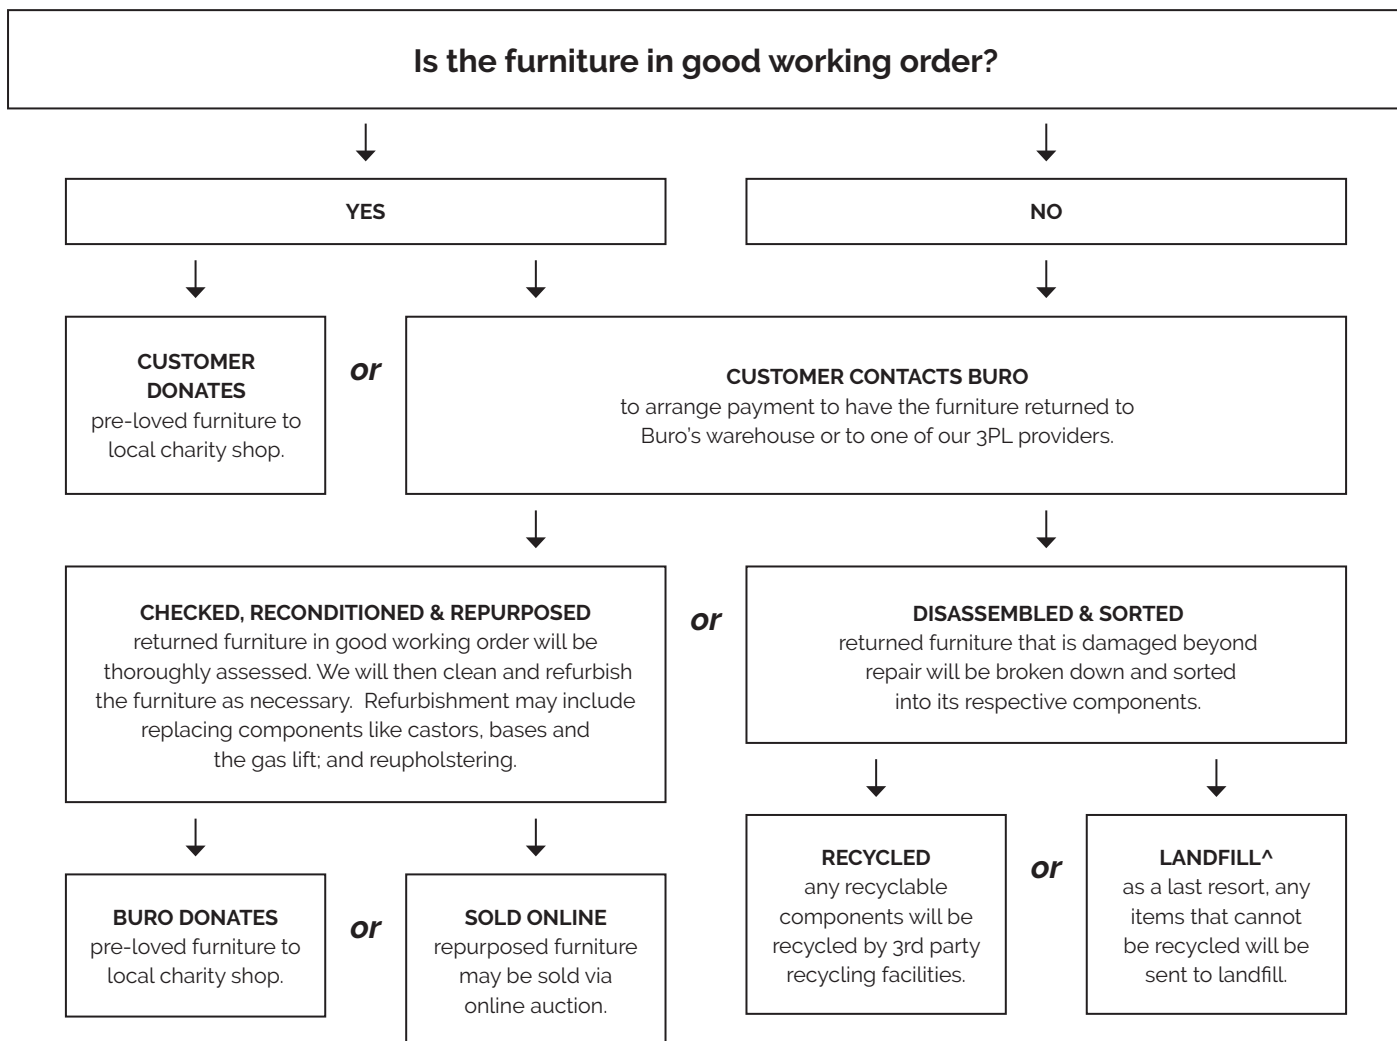 Is the furniture in good working order?
YES
NO
CUSTOMER
DONATES
pre-loved furniture to
local charity shop.
or
CUSTOMER CONTACTS BURO
to arrange payment to have the furniture returned to
Buro’s warehouse or to one of our 3PL providers.
CHECKED, RECONDITIONED & REPURPOSED
returned furniture in good working order will be
thoroughly assessed. We will then clean and refurbish
the furniture as necessary.  Refurbishment may include
replacing components like castors, bases and
the gas lift; and reupholstering.
or
DISASSEMBLED & SORTED
returned furniture that is damaged beyond
repair will be broken down and sorted
into its respective components.
BURO DONATES
pre-loved furniture to
local charity shop.
or
SOLD ONLINE
repurposed furniture
may be sold via
online auction.
RECYCLED
any recyclable
components will be
recycled by 3rd party
recycling facilities.
or
LANDFILL^
as a last resort, any
items that cannot
be recycled will be
sent to landfill.